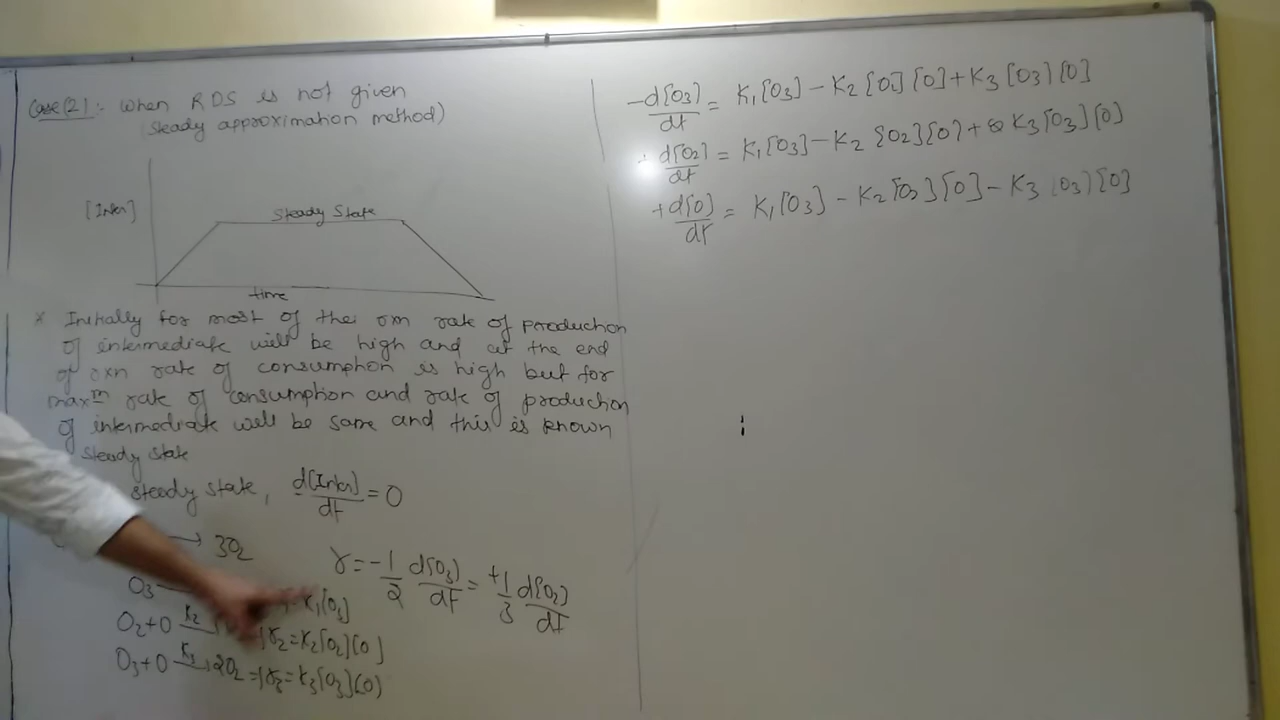 Case(2): when RDS is not given
(Steady approximation method)
[Inter]
Steady State
time
* Initially for most of the rxn rate of production
of intermediate will be high and at the end
of rxn rate of consumption is high but for
maxᵐ rate of consumption and rate of production
of intermediate will be same and this is known
steady state
steady state, d[Inter]/dt = 0
→ 3O₂
r = -1/2 d[O₃]/dt = +1/3 d[O₂]/dt
O₃
K₁[O₃]
O₂+O K₂ r₂=K₂[O₂](O)
O₃+O K₃→ 2O₂ ⇒ r₃=K₃[O₃](O)
-d[O₃]/dt = K₁[O₃] - K₂[O₂][O] + K₃[O₃][O]
d[O₂]/dt = K₁[O₃] - K₂[O₂][O] + K₃[O₃][O]
+d[O]/dt = K₁[O₃] - K₂[O₂][O] - K₃[O₃][O]